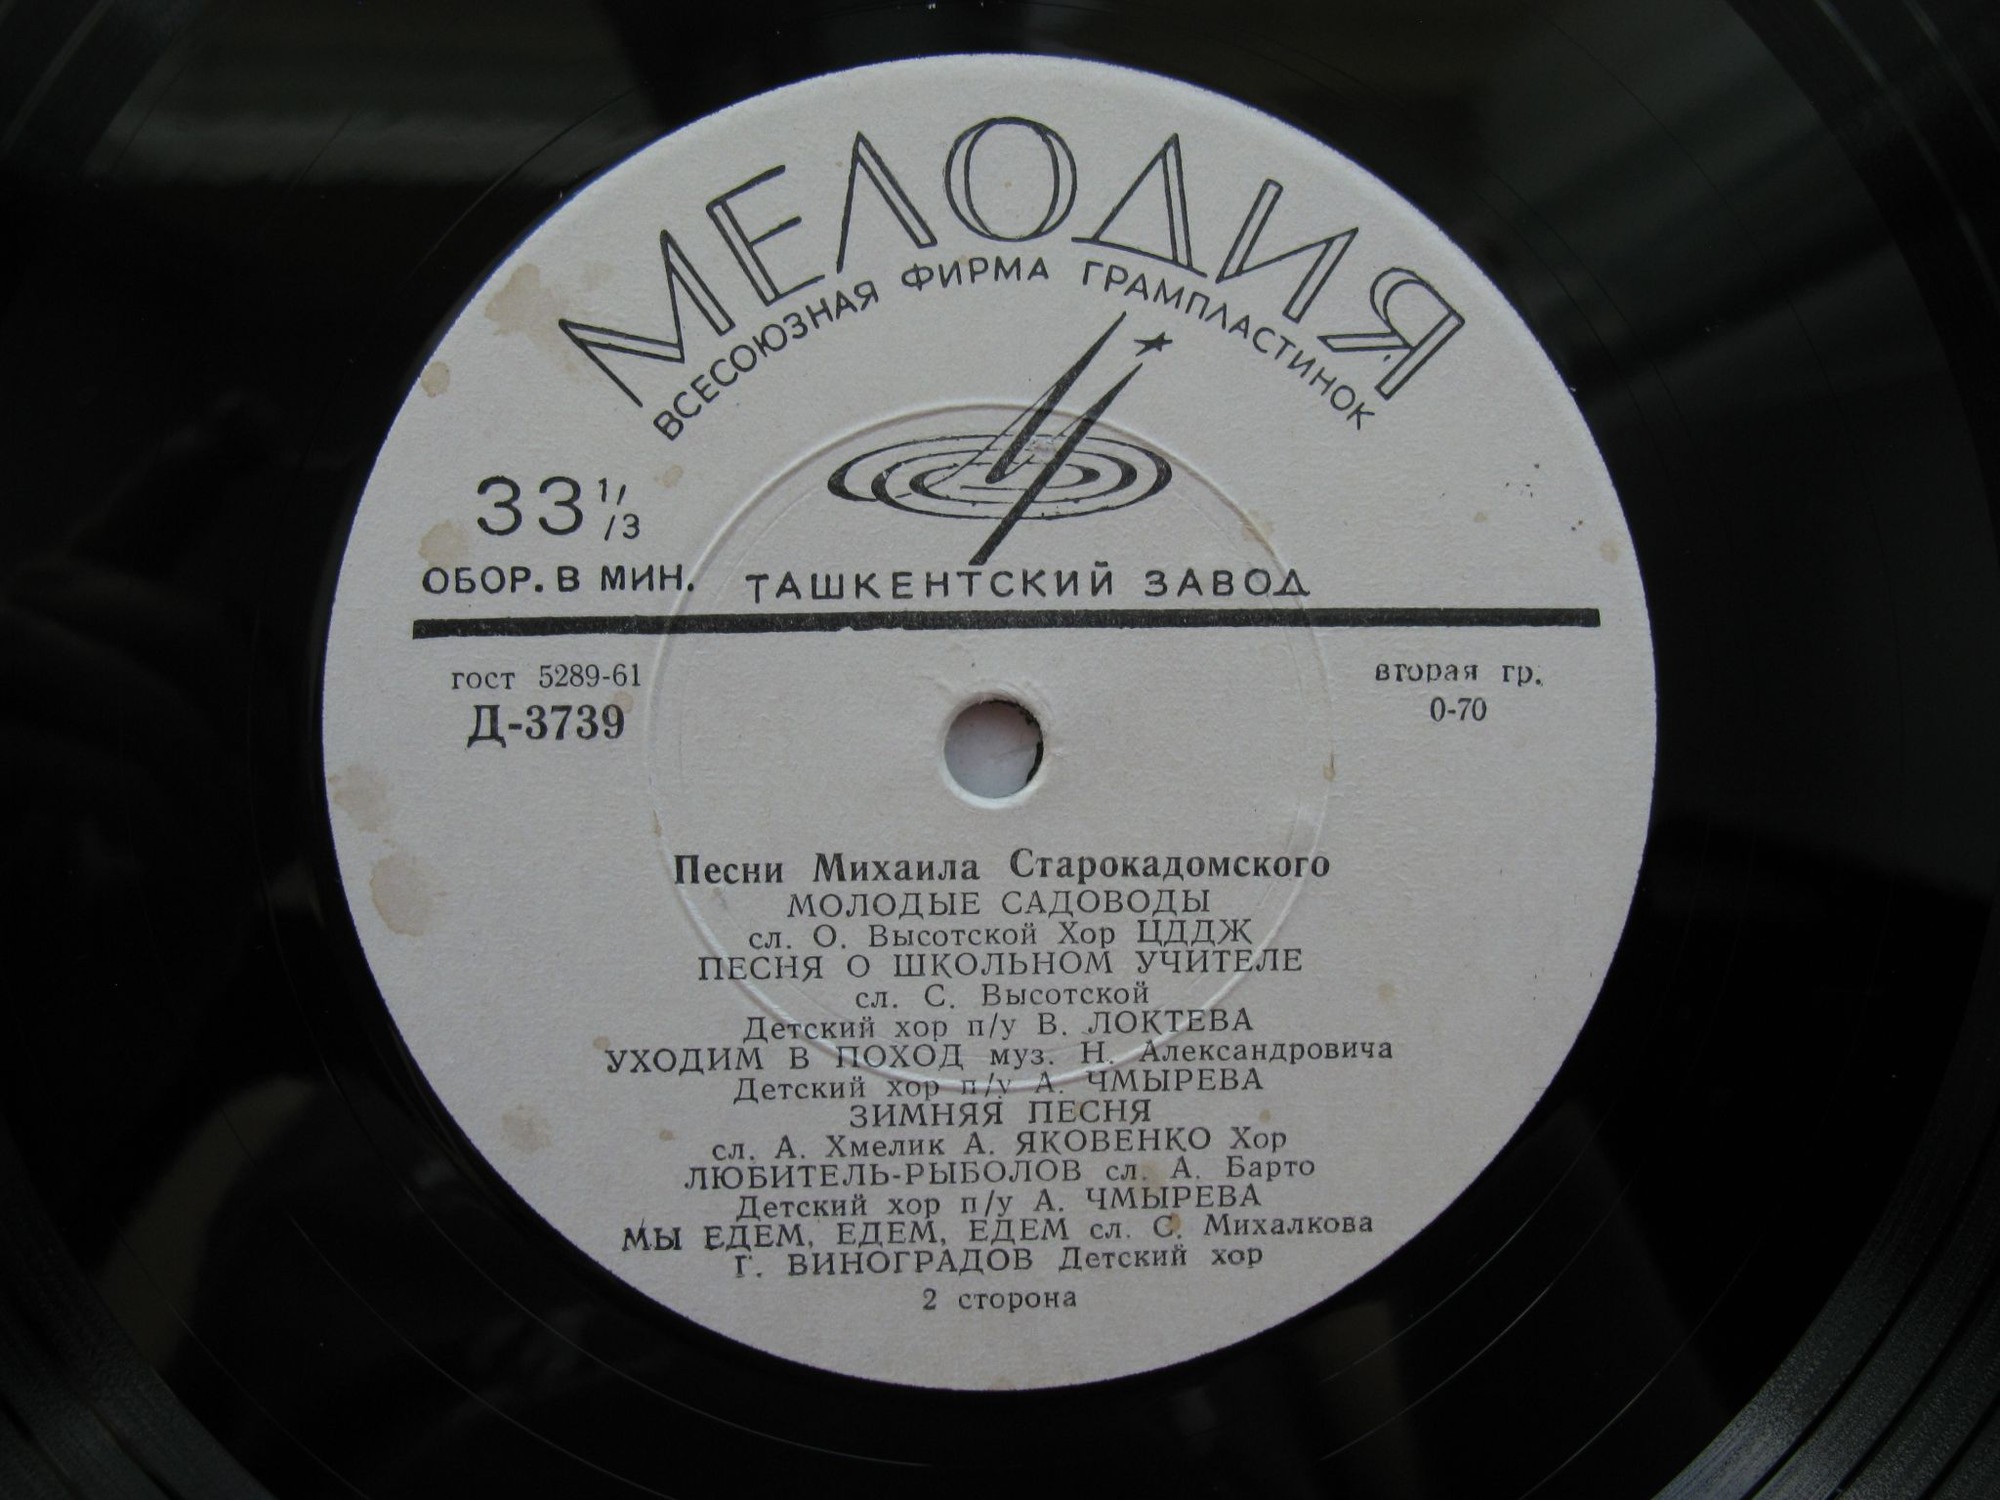 МЕЛОДИЯ
ВСЕСОЮЗНАЯ ФИРМА ГРАМПЛАСТИНОК
33 1/3
ОБОР. В МИН.
ТАШКЕНТСКИЙ ЗАВОД
гост 5289-61
Д-3739
вторая гр.
0-70
Песни Михаила Старокадомского
МОЛОДЫЕ САДОВОДЫ
сл. О. Высотской Хор ЦДДЖ
ПЕСНЯ О ШКОЛЬНОМ УЧИТЕЛЕ
сл. С. Высотской
Детский хор п/у В. ЛОКТЕВА
УХОДИМ В ПОХОД муз. Н. Александровича
Детский хор п/у А. ЧМЫРЕВА
ЗИМНЯЯ ПЕСНЯ
сл. А. Хмелик А. ЯКОВЕНКО Хор
ЛЮБИТЕЛЬ-РЫБОЛОВ сл. А. Барто
Детский хор п/у А. ЧМЫРЕВА
МЫ ЕДЕМ, ЕДЕМ, ЕДЕМ сл. С. Михалкова
Г. ВИНОГРАДОВ Детский хор
2 сторона